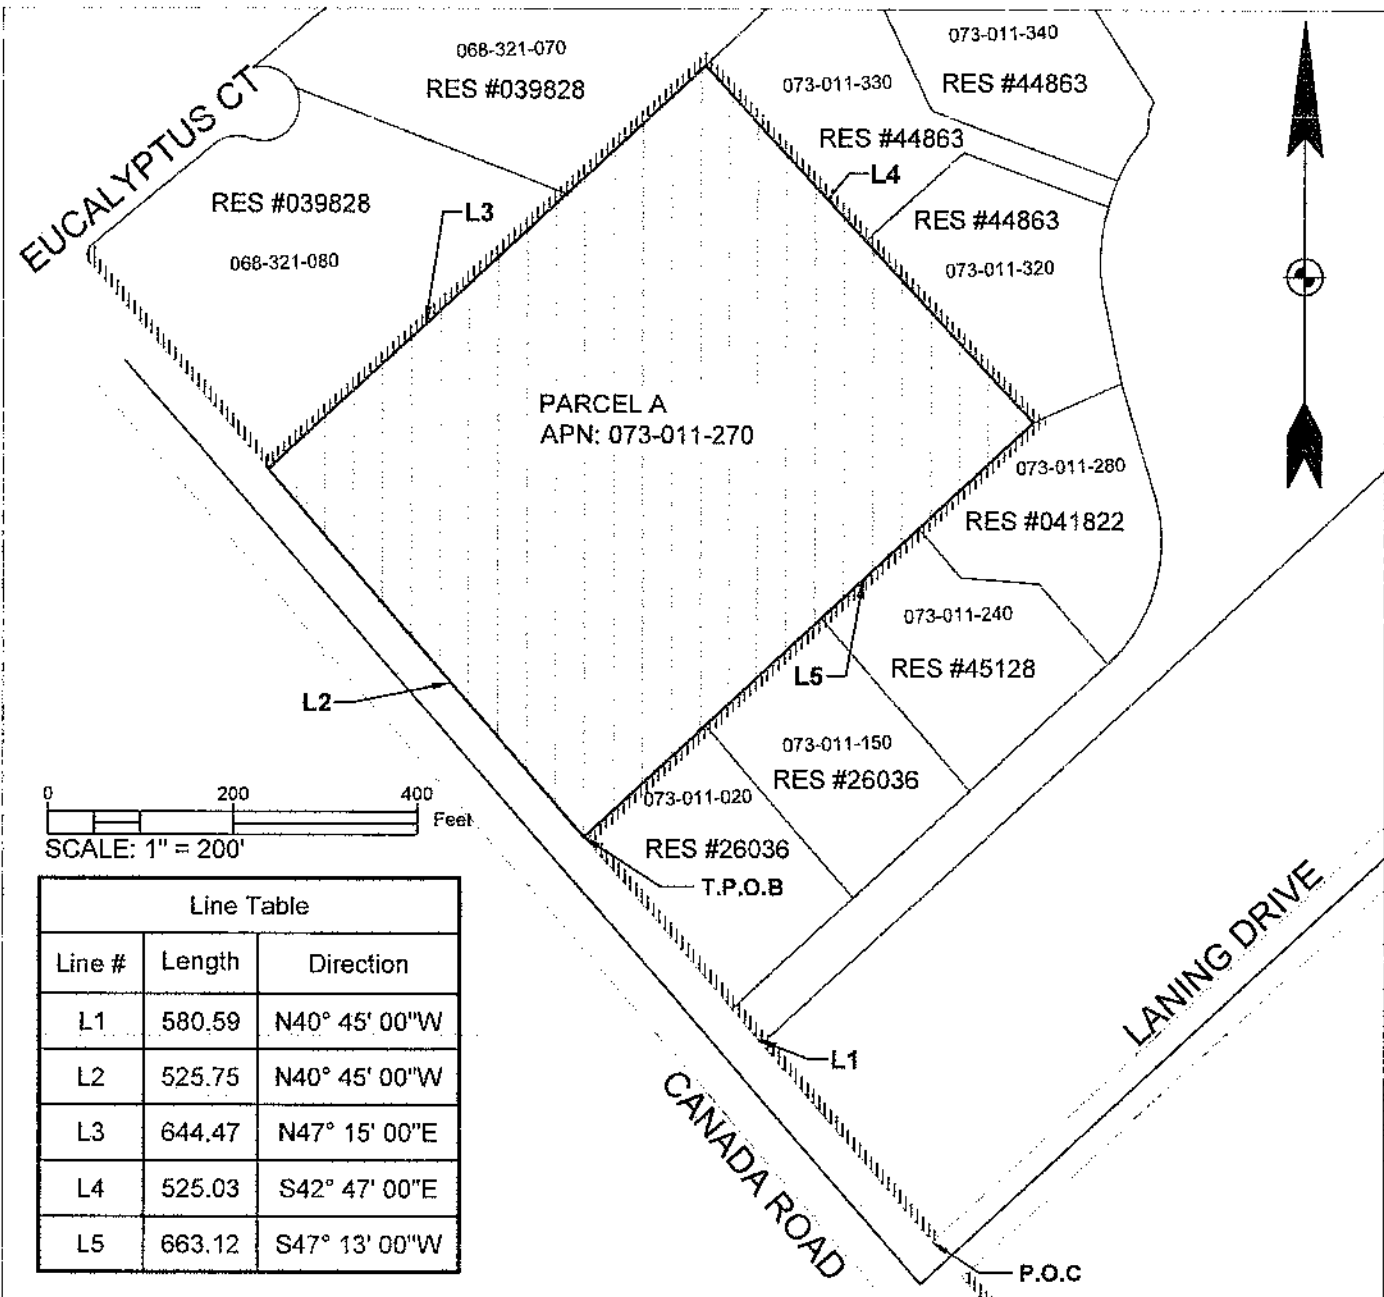 068-321-070
RES #039828
073-011-340
RES #44863
073-011-330
RES #44863
L4
EUCALYPTUS CT
RES #039828
L3
068-321-080
RES #44863
073-011-320
PARCEL A
APN: 073-011-270
073-011-280
RES #041822
073-011-240
RES #45128
L5
L2
073-011-150
RES #26036
073-011-020
RES #26036
T.P.O.B
0 200 400
Feet
SCALE: 1" = 200'
Line Table
Line # Length Direction
L1 580.59 N40° 45' 00"W
L2 525.75 N40° 45' 00"W
L3 644.47 N47° 15' 00"E
L4 525.03 S42° 47' 00"E
L5 663.12 S47° 13' 00"W
LANING DRIVE
L1
CANADA ROAD
P.O.C